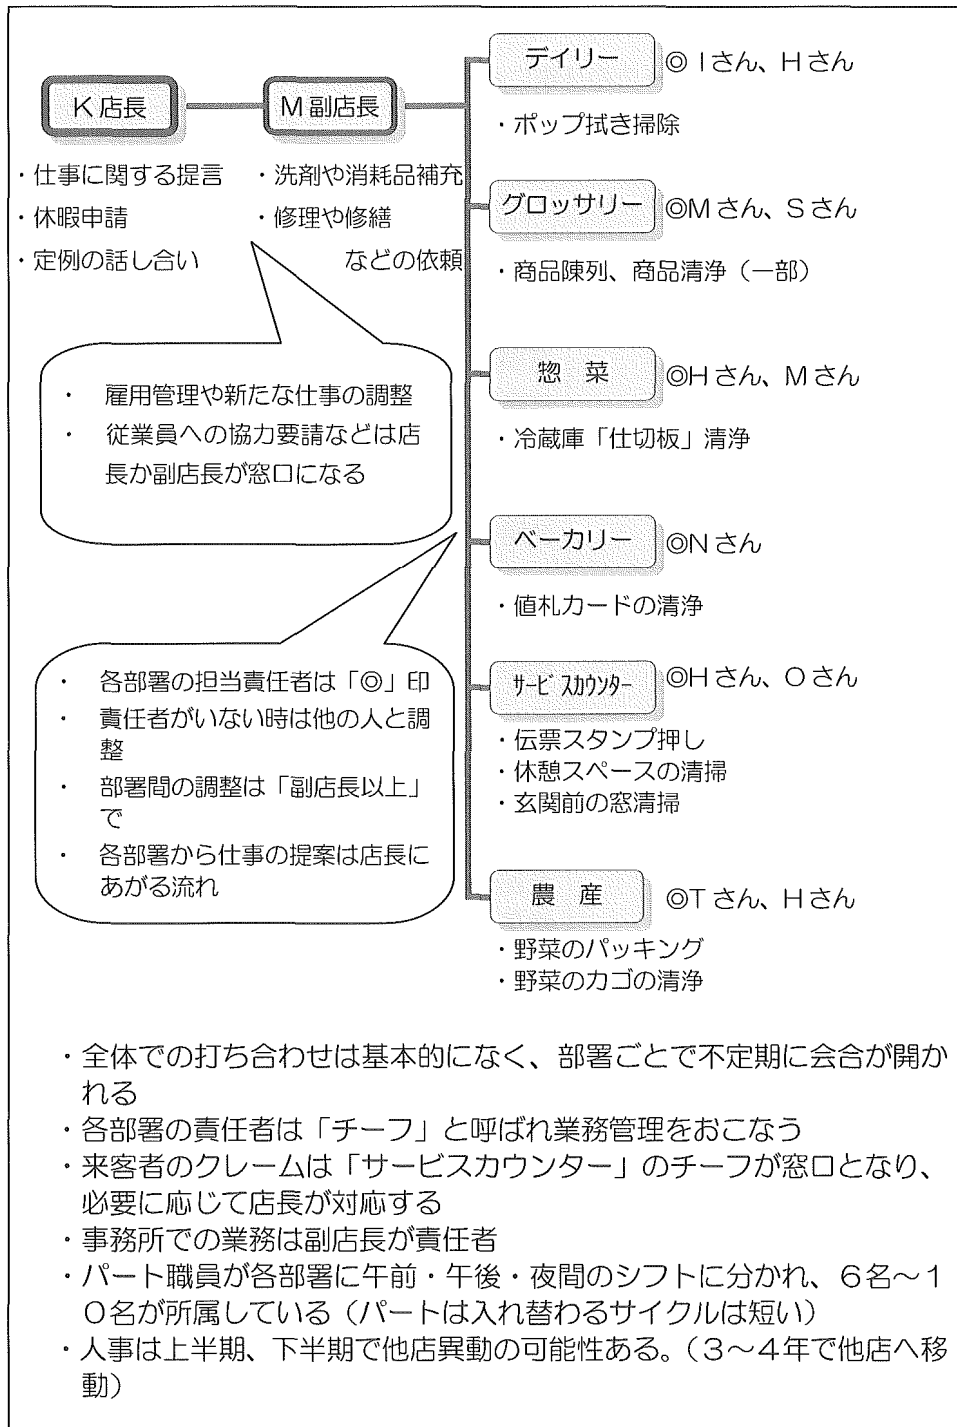 K店長
・仕事に関する提言
・休暇申請
・定例の話し合い
M副店長
・洗剤や消耗品補充
・修理や修繕
などの依頼
・ 雇用管理や新たな仕事の調整
・ 従業員への協力要請などは店
長か副店長が窓口になる
・ 各部署の担当責任者は「◎」印
・ 責任者がいない時は他の人と調
整
・ 部署間の調整は「副店長以上」
で
・ 各部署から仕事の提案は店長に
あがる流れ
デイリー ◎Iさん、Hさん
・ポップ拭き掃除
グロッサリー ◎Mさん、Sさん
・商品陳列、商品清浄（一部）
惣 菜 ◎Hさん、Mさん
・冷蔵庫「仕切板」清浄
ベーカリー ◎Nさん
・値札カードの清浄
サービスカウンター ◎Hさん、Oさん
・伝票スタンプ押し
・休憩スペースの清掃
・玄関前の窓清掃
農 産 ◎Tさん、Hさん
・野菜のパッキング
・野菜のカゴの清浄
・全体での打ち合わせは基本的になく、部署ごとで不定期に会合が開か
れる
・各部署の責任者は「チーフ」と呼ばれ業務管理をおこなう
・来客者のクレームは「サービスカウンター」のチーフが窓口となり、
必要に応じて店長が対応する
・事務所での業務は副店長が責任者
・パート職員が各部署に午前・午後・夜間のシフトに分かれ、６名～１
０名が所属している（パートは入れ替わるサイクルは短い）
・人事は上半期、下半期で他店異動の可能性ある。（３～４年で他店へ移
動）